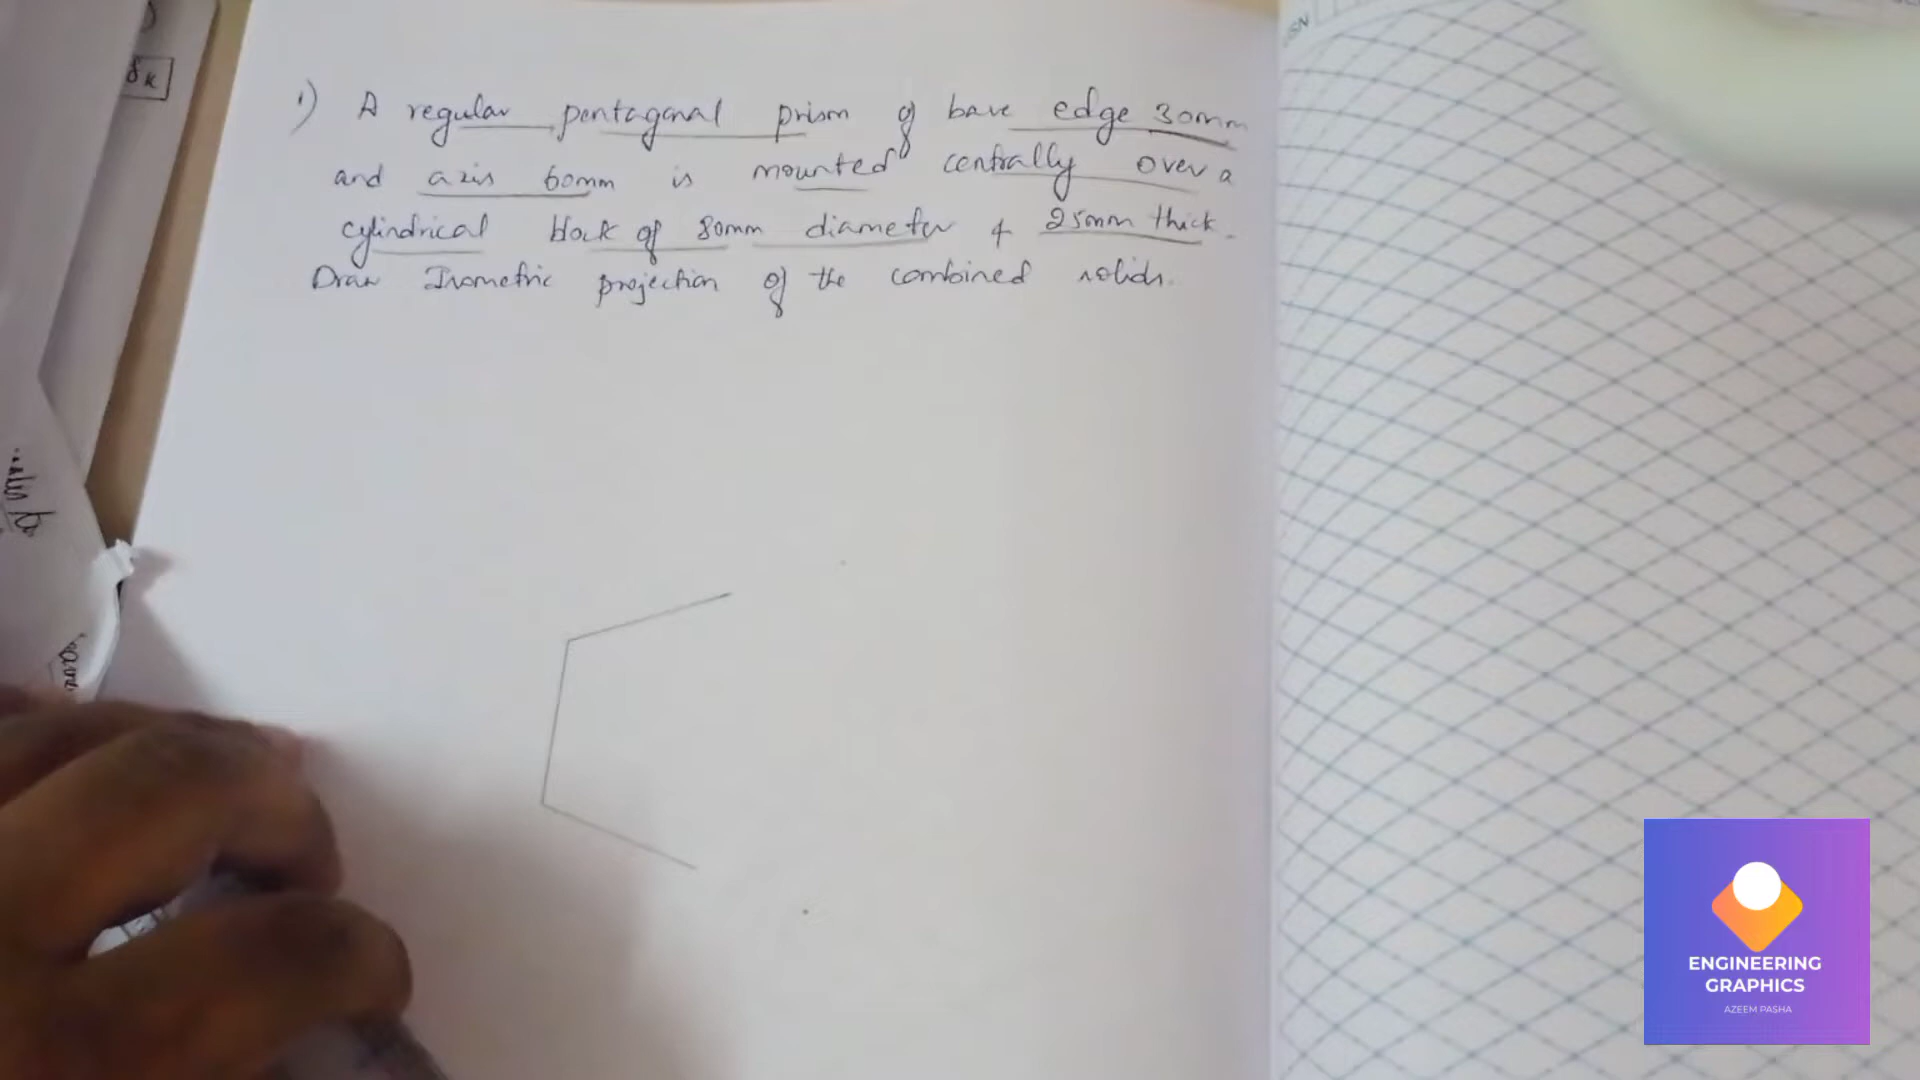 1) A regular pentagonal prism of base edge 30mm
and axis 60mm is mounted centrally over a
cylindrical block of 80mm diameter & 25mm thick.
Draw Isometric projection of the combined solids.
8k
SN
ENGINEERING
GRAPHICS
AZEEM PASHA